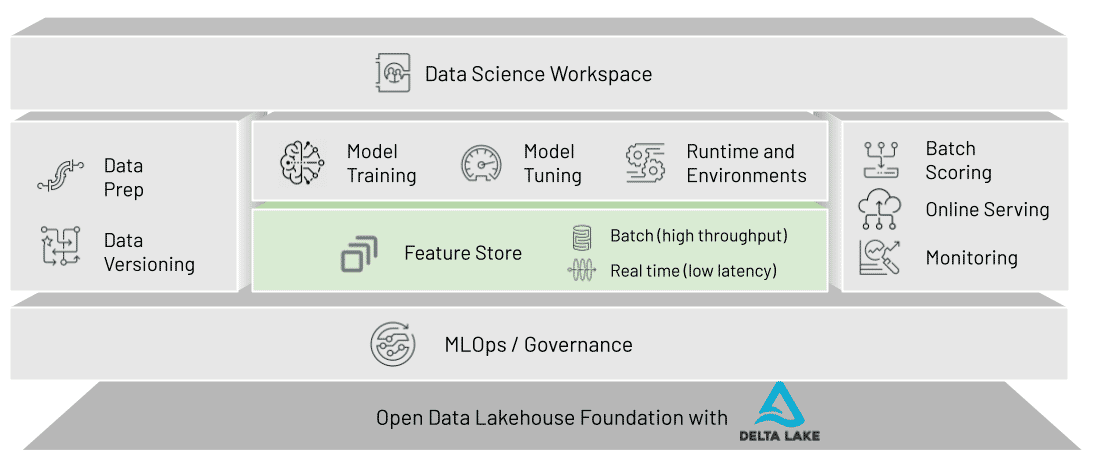 Data Science Workspace
Data
Prep
Data
Versioning
Model
Training
Model
Tuning
Runtime and
Environments
Feature Store
Batch (high throughput)
Real time (low latency)
Batch
Scoring
Online Serving
Monitoring
MLOps / Governance
Open Data Lakehouse Foundation with
DELTA LAKE